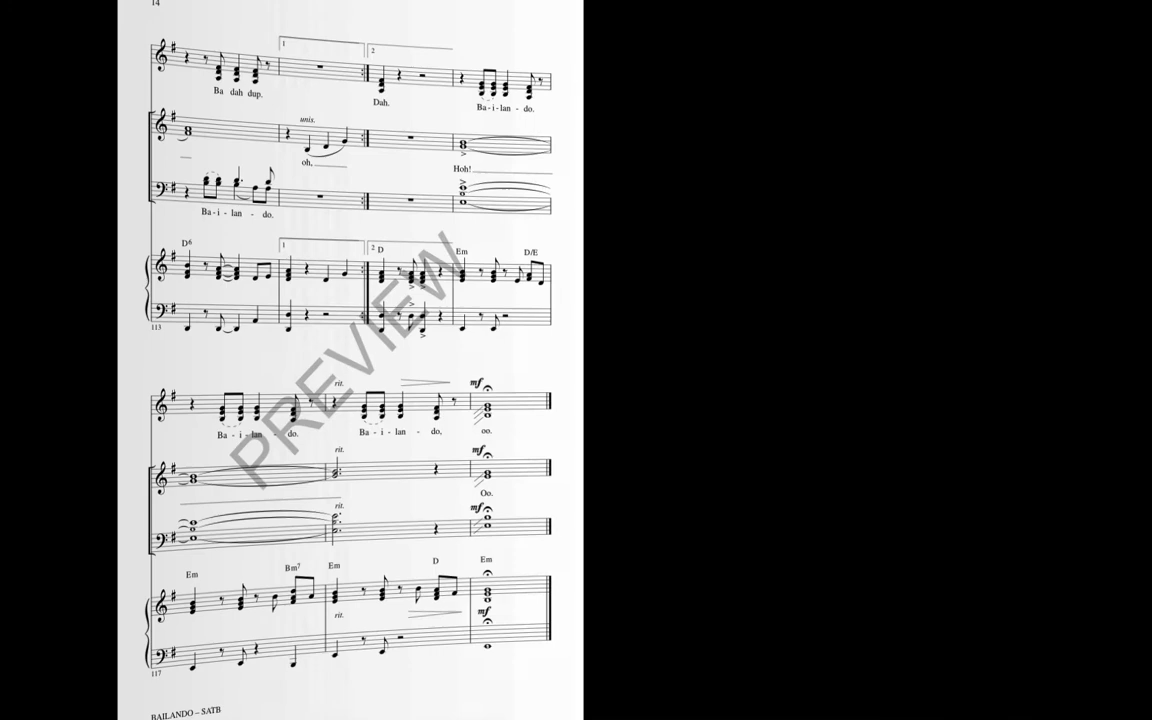 14
1 2
Ba dah dup. Dah. Ba - i - lan - do.
unis.
oh,
Hoh!
Ba - i - lan - do.
D6 1 2 D Em D/E
113
PREVIEW
rit. mf
Ba - i - lan - do. Ba - i - lan - do, oo.
rit. mf
Oo.
rit. mf
Em Bm7 Em D Em
rit. mf
117
BAILANDO – SATB